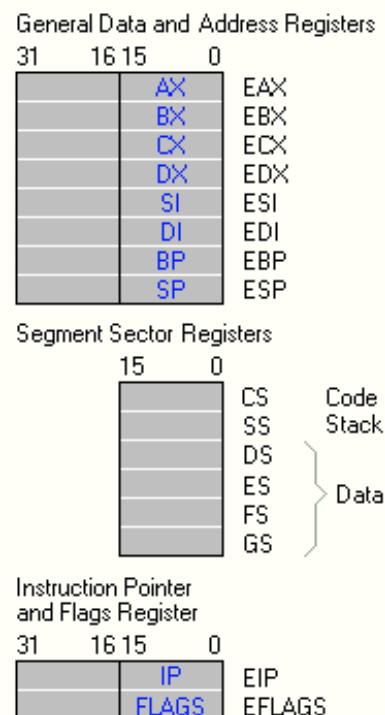 General Data and Address Registers
31 16 15 0
AX EAX
BX EBX
CX ECX
DX EDX
SI ESI
DI EDI
BP EBP
SP ESP
Segment Sector Registers
15 0
CS Code
SS Stack
DS
ES Data
FS
GS
Instruction Pointer
and Flags Register
31 16 15 0
IP EIP
FLAGS EFLAGS